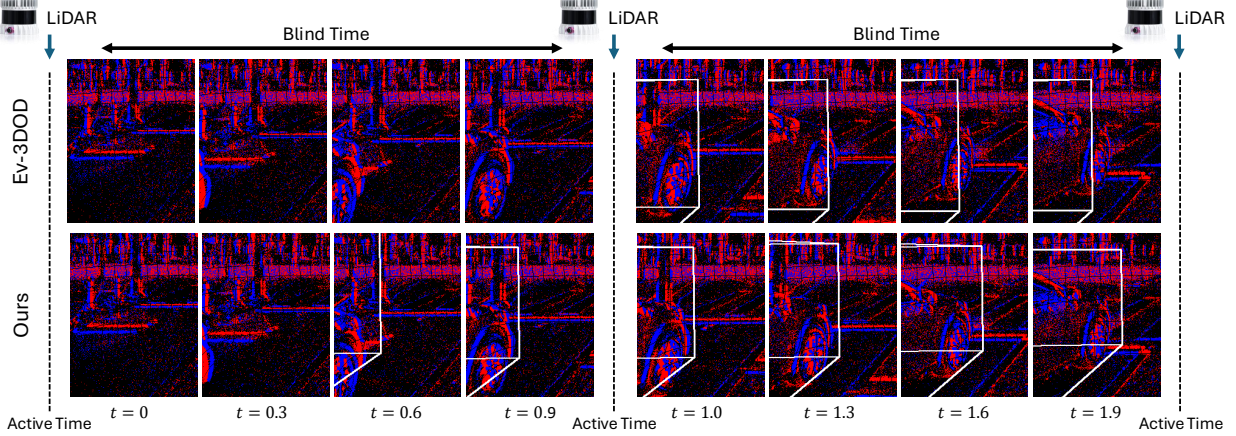 LiDAR
LiDAR
LiDAR
Blind Time
Blind Time
Ev-3DOD
Ours
t = 0
t = 0.3
t = 0.6
t = 0.9
t = 1.0
t = 1.3
t = 1.6
t = 1.9
Active Time
Active Time
Active Time